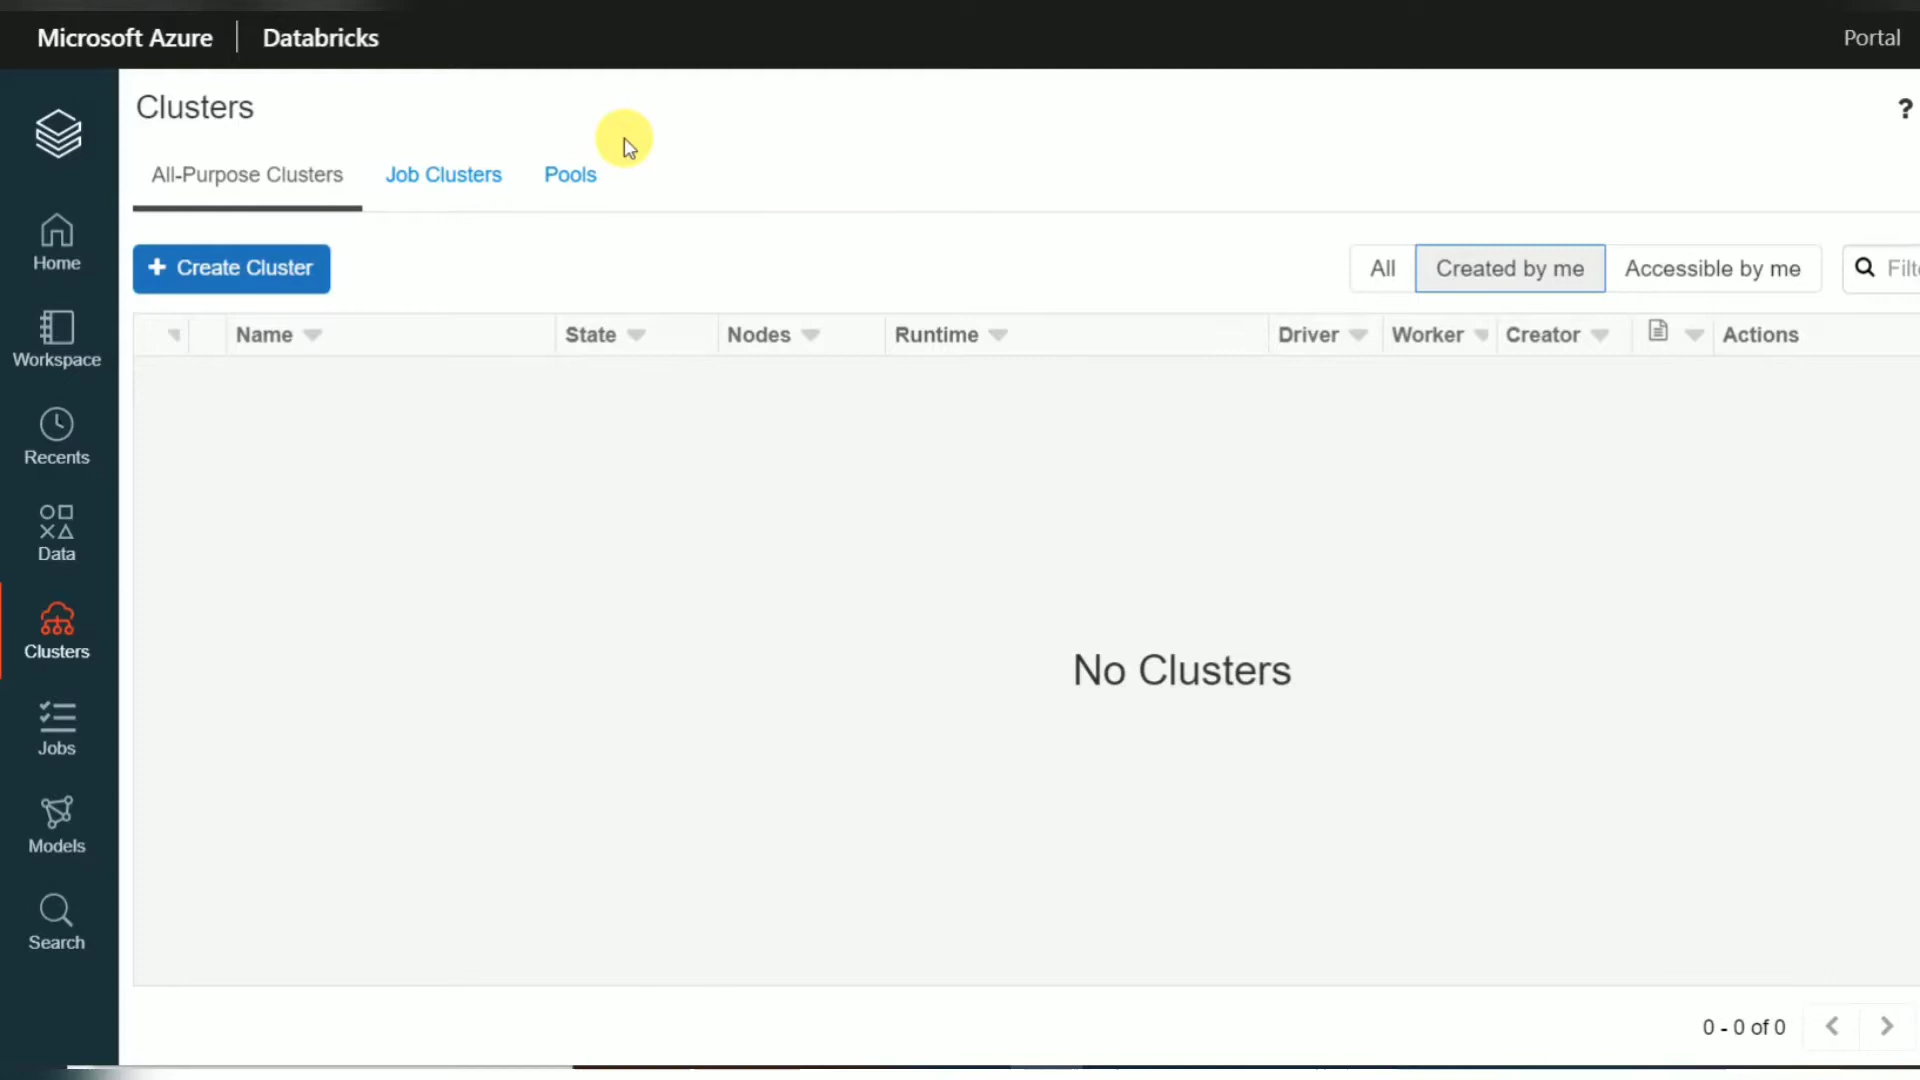 Microsoft Azure | Databricks
Portal
Clusters
?
All-Purpose Clusters Job Clusters Pools
+ Create Cluster
All Created by me Accessible by me
Name State Nodes Runtime Driver Worker Creator Actions
No Clusters
Home
Workspace
Recents
Data
Clusters
Jobs
Models
Search
0 - 0 of 0